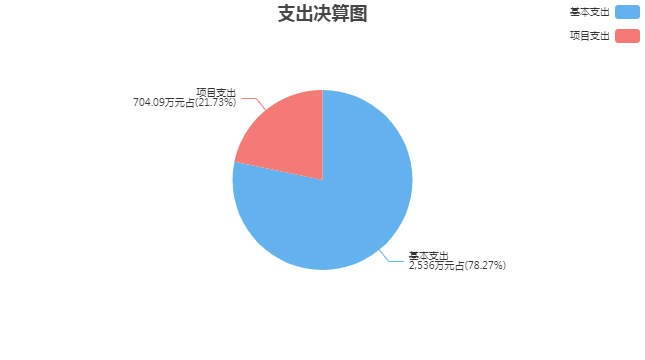 支出决算图
基本支出
项目支出
项目支出
704.09万元占(21.73%)
基本支出
2,536万元占(78.27%)